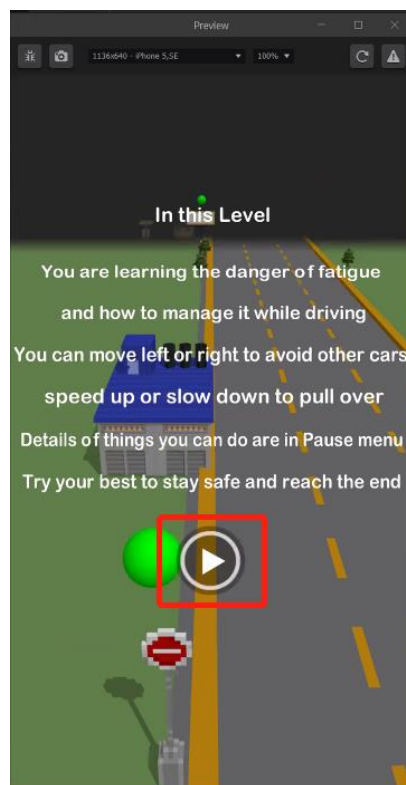 Preview
1136x640 - iPhone 5,SE
100%
In this Level
You are learning the danger of fatigue
and how to manage it while driving
You can move left or right to avoid other cars
speed up or slow down to pull over
Details of things you can do are in Pause menu
Try your best to stay safe and reach the end